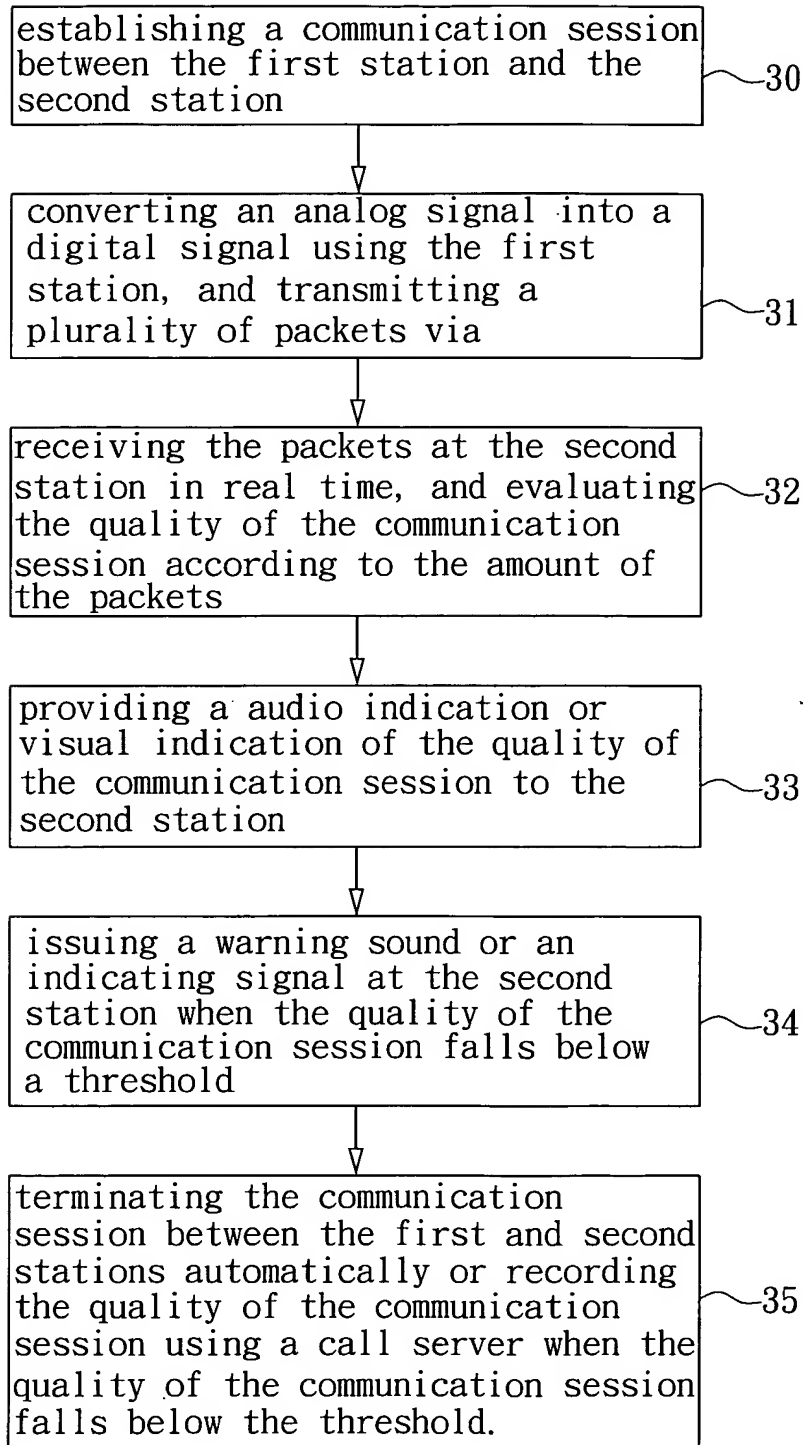 establishing a communication session
between the first station and the
second station
30
converting an analog signal into a
digital signal using the first
station, and transmitting a
plurality of packets via
31
receiving the packets at the second
station in real time, and evaluating
the quality of the communication
session according to the amount of
the packets
32
providing a audio indication or
visual indication of the quality of
the communication session to the
second station
33
issuing a warning sound or an
indicating signal at the second
station when the quality of the
communication session falls below
a threshold
34
terminating the communication
session between the first and second
stations automatically or recording
the quality of the communication
session using a call server when the
quality of the communication session
falls below the threshold.
35